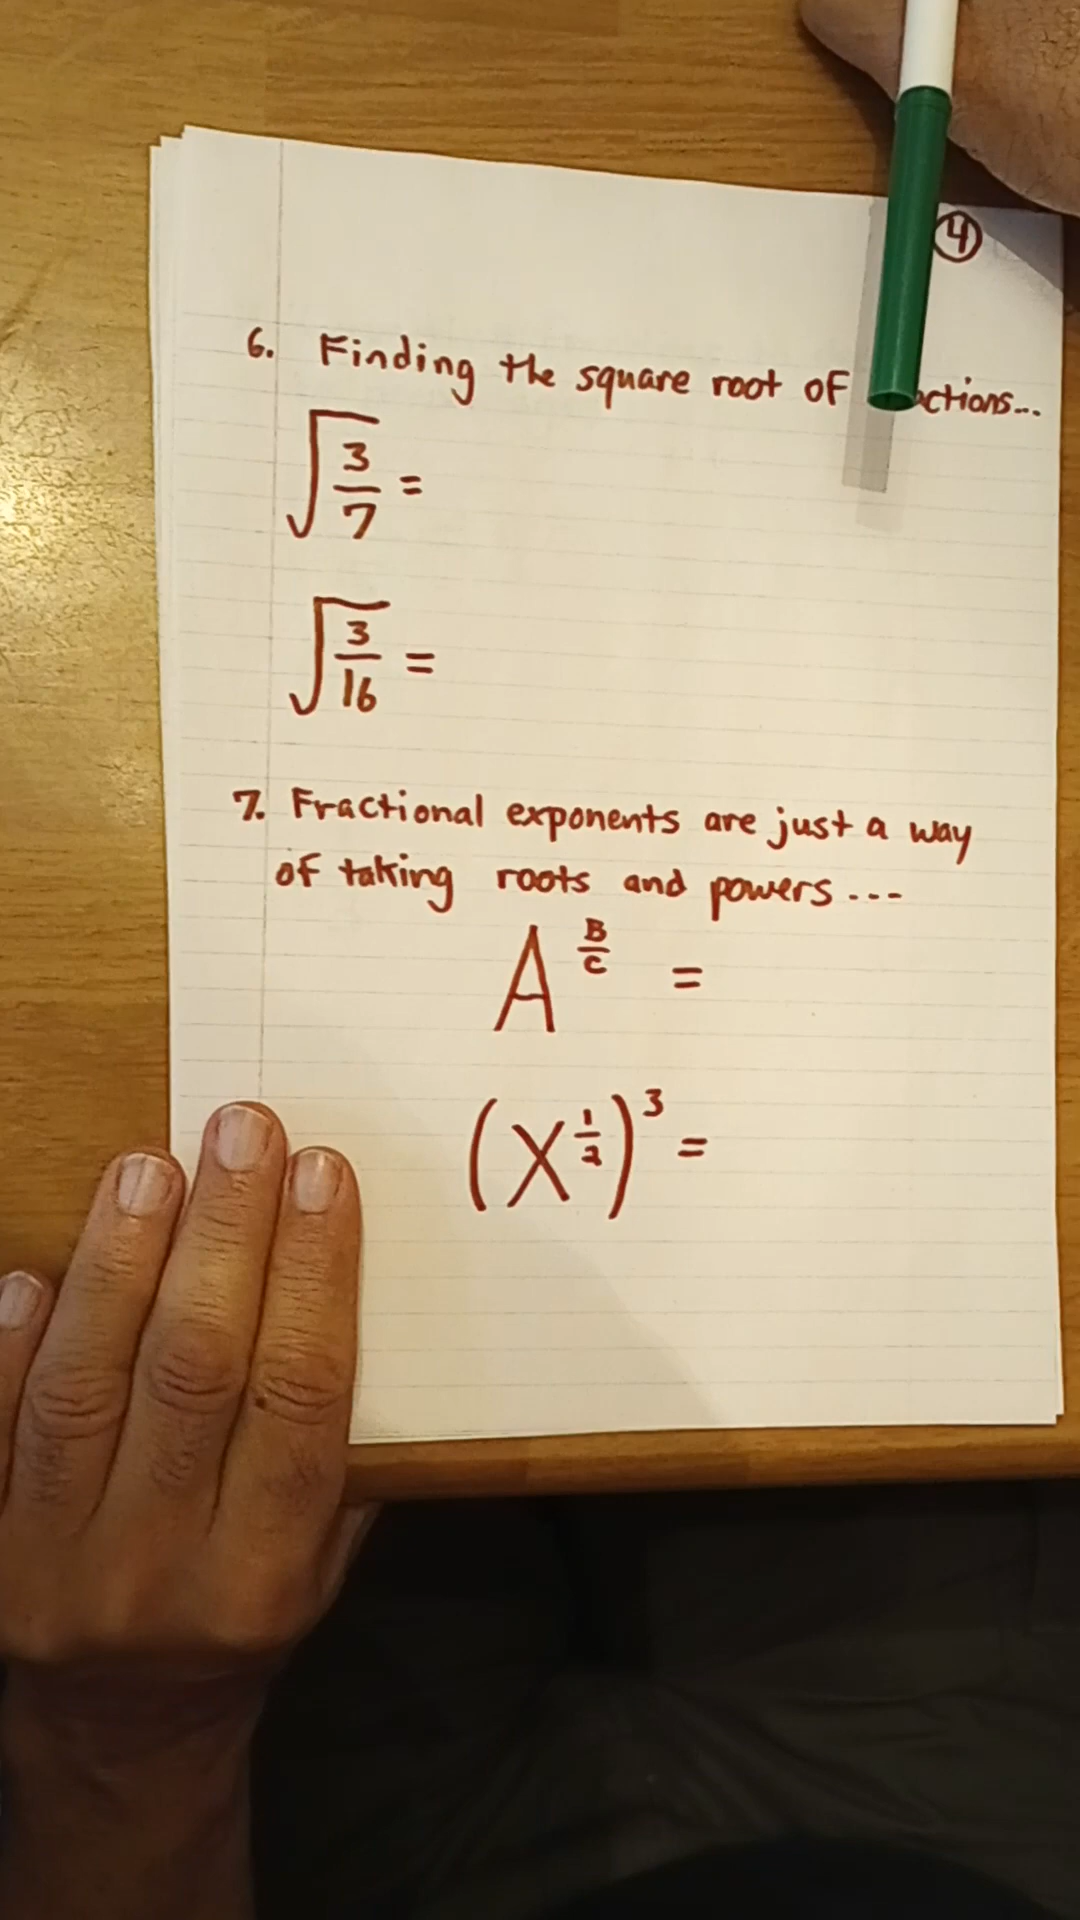 4
6. Finding the square root of ctions...
√(3/7) =
√(3/16) =
7. Fractional exponents are just a way
of taking roots and powers...
A^(B/C) =
(X^(1/2))^3 =